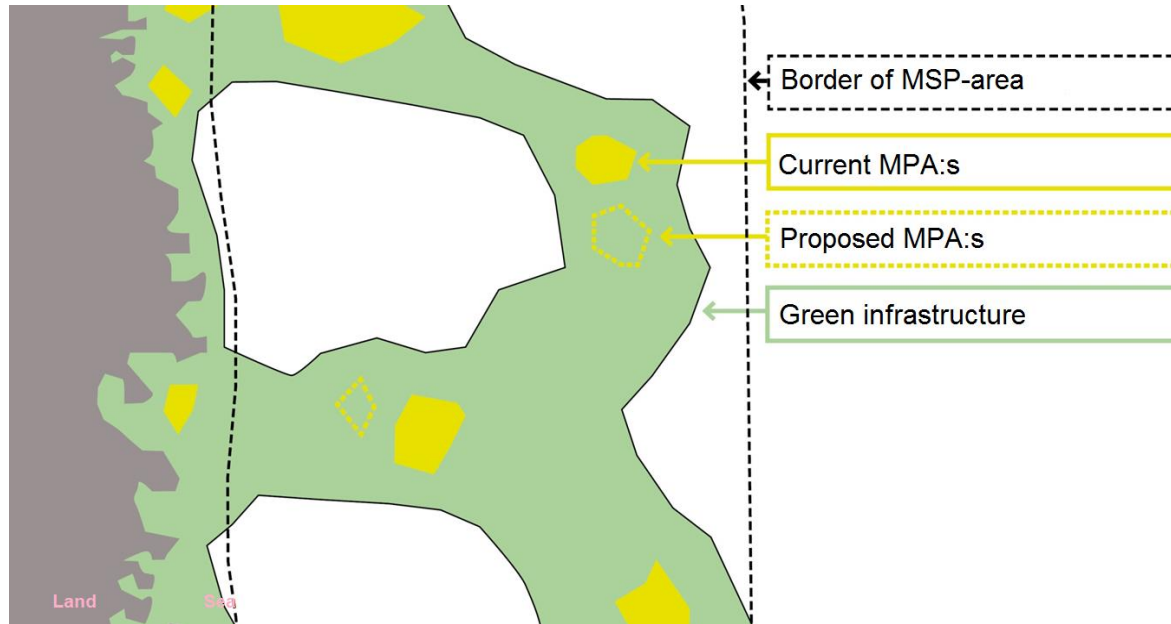 Border of MSP-area
Current MPA:s
Proposed MPA:s
Green infrastructure
Land
Sea